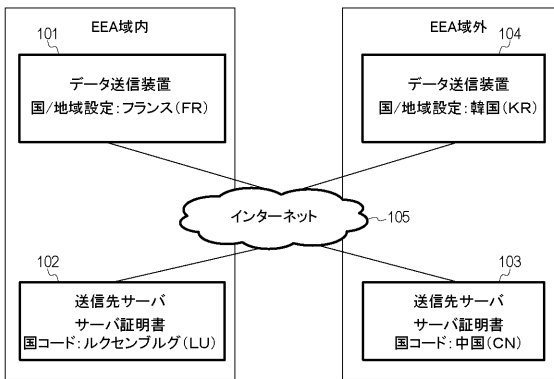 EEA域内
EEA域外
101
データ送信装置
国/地域設定：フランス（FR）
104
データ送信装置
国/地域設定：韓国（KR）
インターネット
105
102
送信先サーバ
サーバ証明書
国コード：ルクセンブルグ（LU）
103
送信先サーバ
サーバ証明書
国コード：中国（CN）